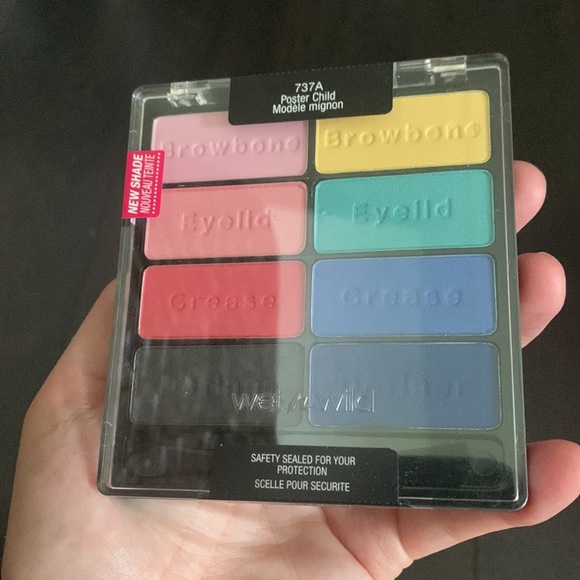 737A
Poster Child
Modèle mignon
NEW SHADE
NOUVEAU TEINTE
Browbone Browbone
Eyelid Eyelid
Crease Crease
wet n wild
SAFETY SEALED FOR YOUR
PROTECTION
SCELLE POUR SECURITE